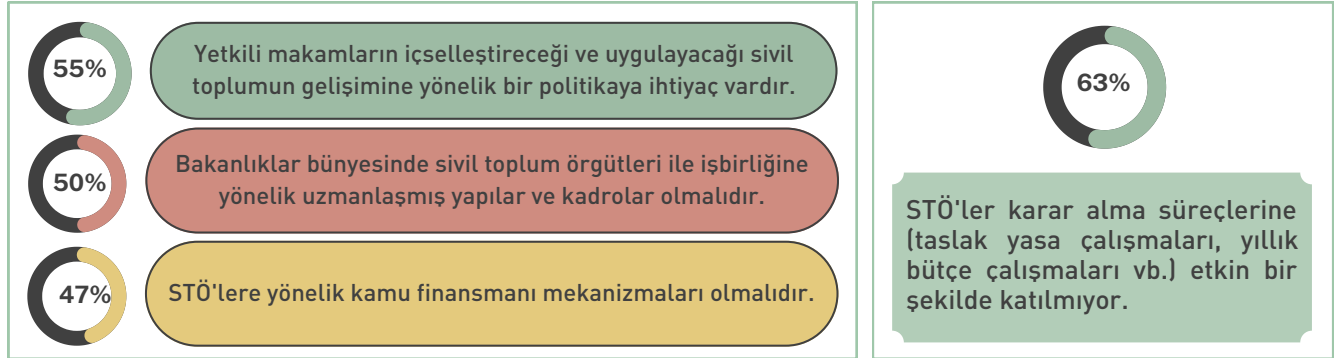 55%
Yetkili makamların içselleştireceği ve uygulayacağı sivil
toplumun gelişimine yönelik bir politikaya ihtiyaç vardır.
50%
Bakanlıklar bünyesinde sivil toplum örgütleri ile işbirliğine
yönelik uzmanlaşmış yapılar ve kadrolar olmalıdır.
47%
STÖ'lere yönelik kamu finansmanı mekanizmaları olmalıdır.
63%
STÖ'ler karar alma süreçlerine
(taslak yasa çalışmaları, yıllık
bütçe çalışmaları vb.) etkin bir
şekilde katılmıyor.